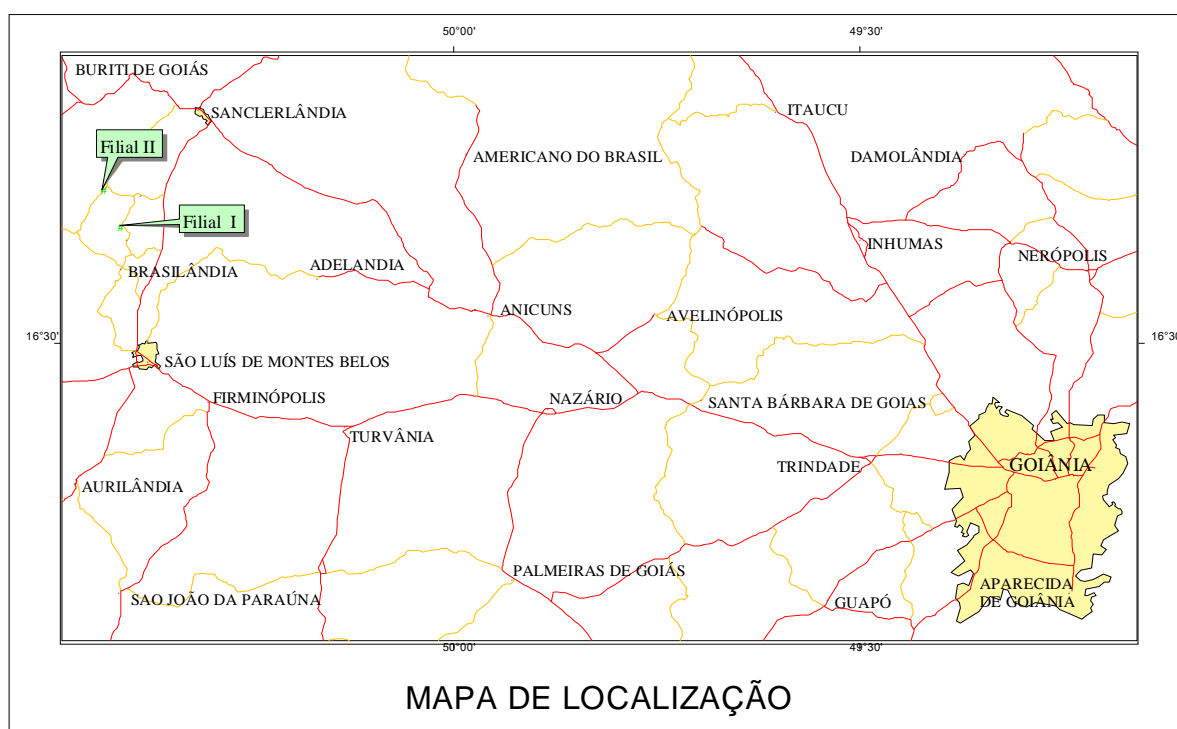 50°00'
49°30'
BURITI DE GOIÁS
SANCLERLÂNDIA
ITAUCU
Filial II
AMERICANO DO BRASIL
DAMOLÂNDIA
Filial I
INHUMAS
NERÓPOLIS
BRASILÂNDIA
ADELANDIA
ANICUNS
AVELINÓPOLIS
16°30'
16°30'
SÃO LUÍS DE MONTES BELOS
FIRMINÓPOLIS
NAZÁRIO
SANTA BÁRBARA DE GOIAS
TURVÂNIA
TRINDADE
GOIÂNIA
AURILÂNDIA
PALMEIRAS DE GOIÁS
APARECIDA
DE GOIÂNIA
SAO JOÃO DA PARAÚNA
GUAPÓ
50°00'
49°30'
MAPA DE LOCALIZAÇÃO